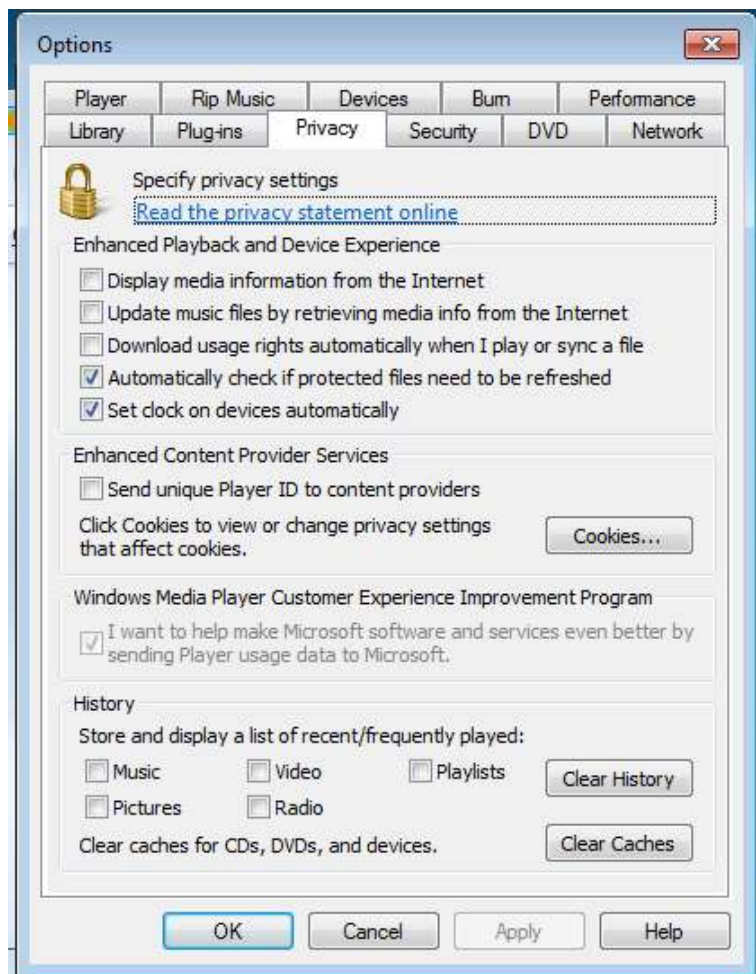 Options
Player Rip Music Devices Burn Performance
Library Plug-ins Privacy Security DVD Network
Specify privacy settings
Read the privacy statement online
Enhanced Playback and Device Experience
Display media information from the Internet
Update music files by retrieving media info from the Internet
Download usage rights automatically when I play or sync a file
Automatically check if protected files need to be refreshed
Set clock on devices automatically
Enhanced Content Provider Services
Send unique Player ID to content providers
Click Cookies to view or change privacy settings
that affect cookies.
Cookies...
Windows Media Player Customer Experience Improvement Program
I want to help make Microsoft software and services even better by
sending Player usage data to Microsoft.
History
Store and display a list of recent/frequently played:
Music Video Playlists Clear History
Pictures Radio
Clear caches for CDs, DVDs, and devices. Clear Caches
OK Cancel Apply Help